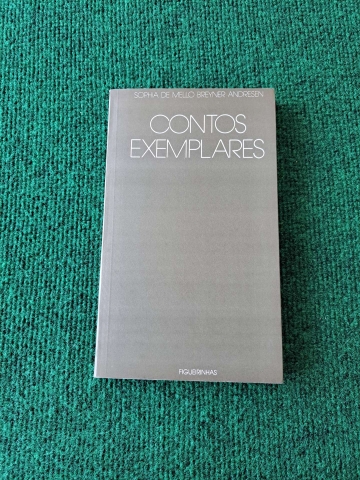 SOPHIA DE MELLO BREYNER ANDRESEN
CONTOS
EXEMPLARES
FIGUEIRINHAS